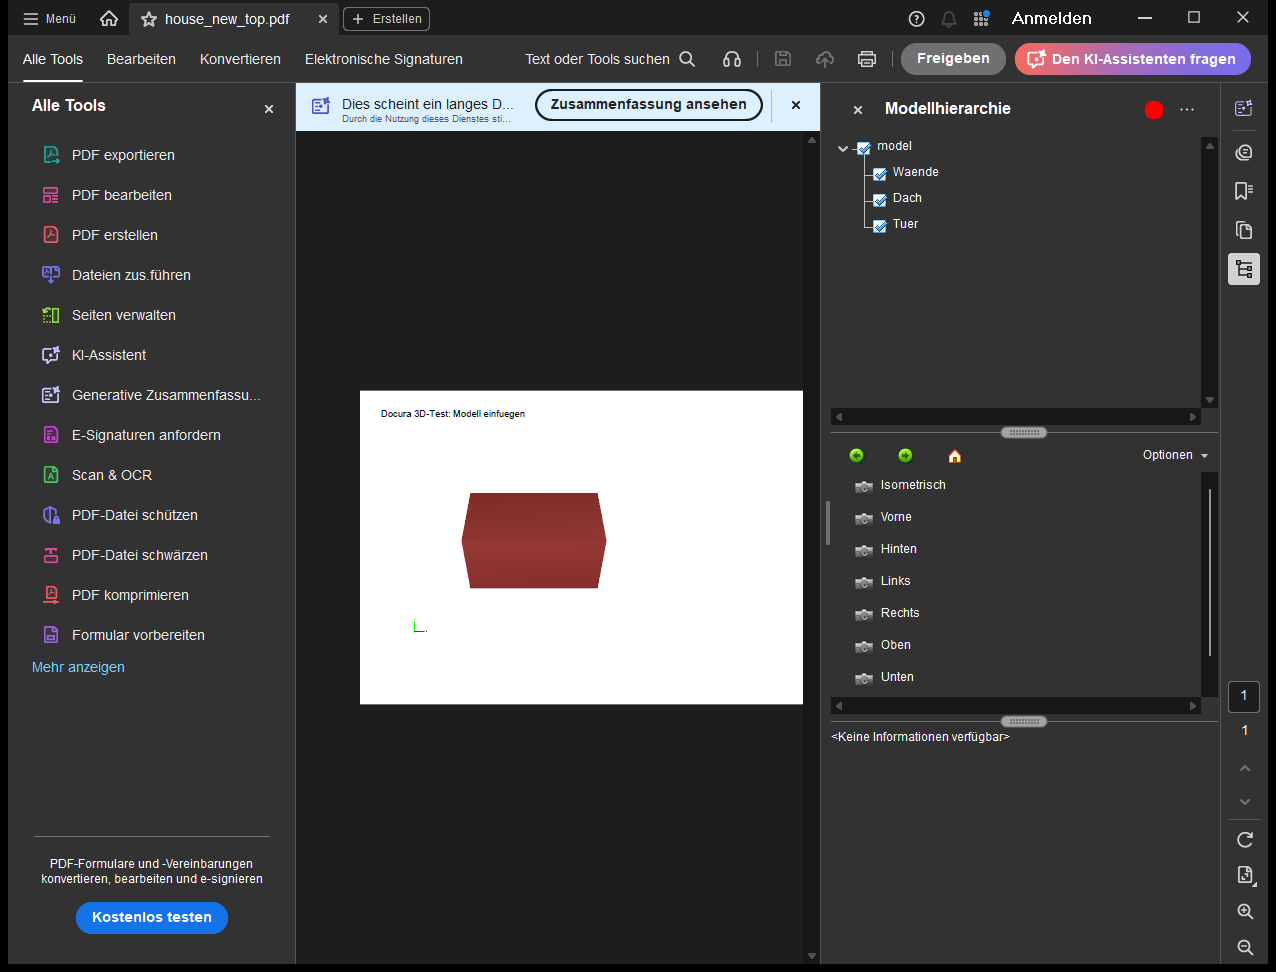 Menü
house_new_top.pdf
Erstellen
Anmelden
Alle Tools
Bearbeiten
Konvertieren
Elektronische Signaturen
Text oder Tools suchen
Freigeben
Den KI-Assistenten fragen
Alle Tools
PDF exportieren
PDF bearbeiten
PDF erstellen
Dateien zus.führen
Seiten verwalten
KI-Assistent
Generative Zusammenfassu...
E-Signaturen anfordern
Scan & OCR
PDF-Datei schützen
PDF-Datei schwärzen
PDF komprimieren
Formular vorbereiten
Mehr anzeigen
PDF-Formulare und -Vereinbarungen
konvertieren, bearbeiten und e-signieren
Kostenlos testen
Dies scheint ein langes D...
Durch die Nutzung dieses Dienstes sti...
Zusammenfassung ansehen
Docura 3D-Test: Modell einfuegen
Modellhierarchie
model
Waende
Dach
Tuer
Optionen
Isometrisch
Vorne
Hinten
Links
Rechts
Oben
Unten
<Keine Informationen verfügbar>
1
1